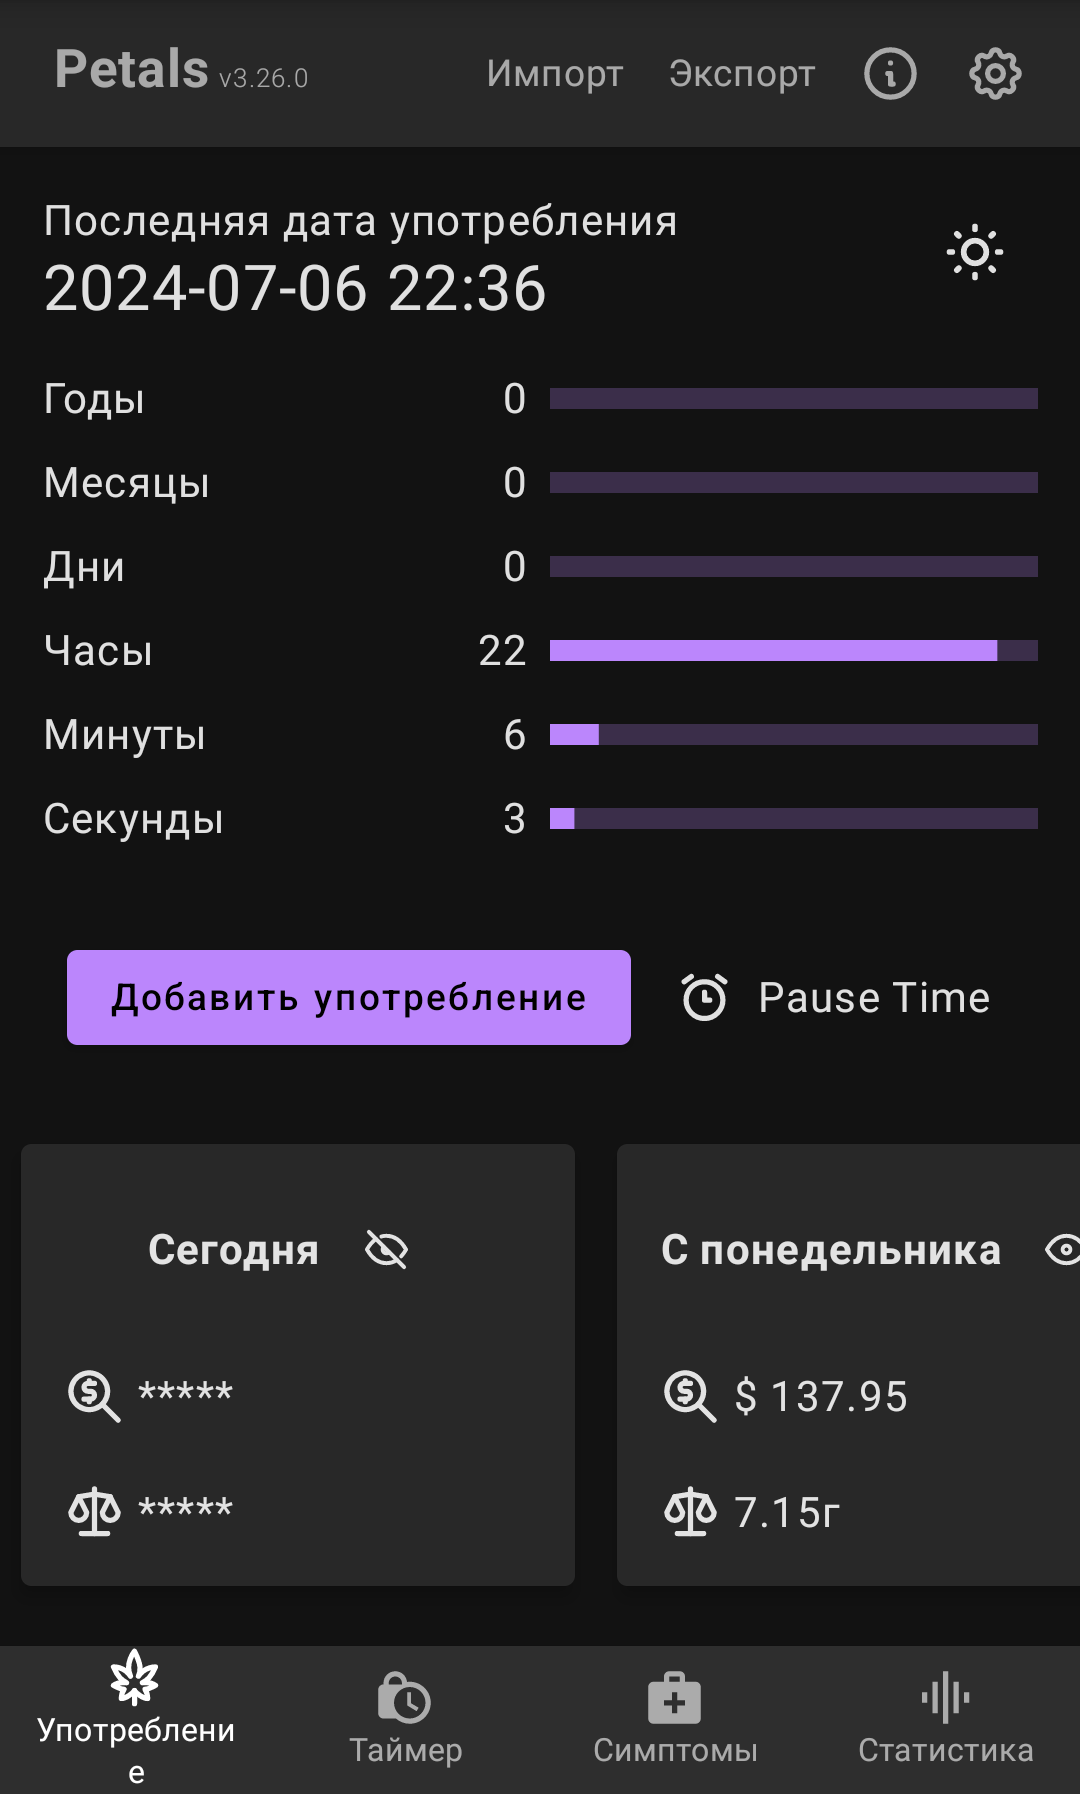 Petals v3.26.0 Импорт Экспорт
Последняя дата употребления
2024-07-06 22:36
Годы 0
Месяцы 0
Дни 0
Часы 22
Минуты 6
Секунды 3
Добавить употребление Pause Time
Сегодня С понедельника
***** $ 137.95
***** 7.15г
Употреблени
е
Таймер Симптомы Статистика